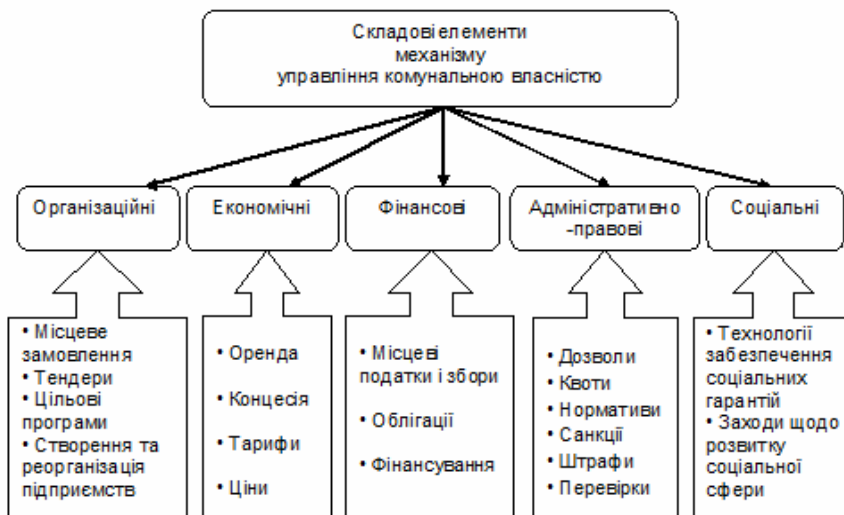 Складові елементи
механізму
управління комунальною власністю
Організаційні
Економічні
Фінансові
Адміністративно
-правові
Соціальні
• Місцеве
замовлення
• Тендери
• Цільові
програми
• Створення та
реорганізація
підприємств
• Оренда
• Концесія
• Тарифи
• Ціни
• Місцеві
податки і збори
• Облігації
• Фінансування
• Дозволи
• Квоти
• Нормативи
• Санкції
• Штрафи
• Перевірки
• Технології
забезпечення
соціальних
гарантій
• Заходи щодо
розвитку
соціальної
сфери